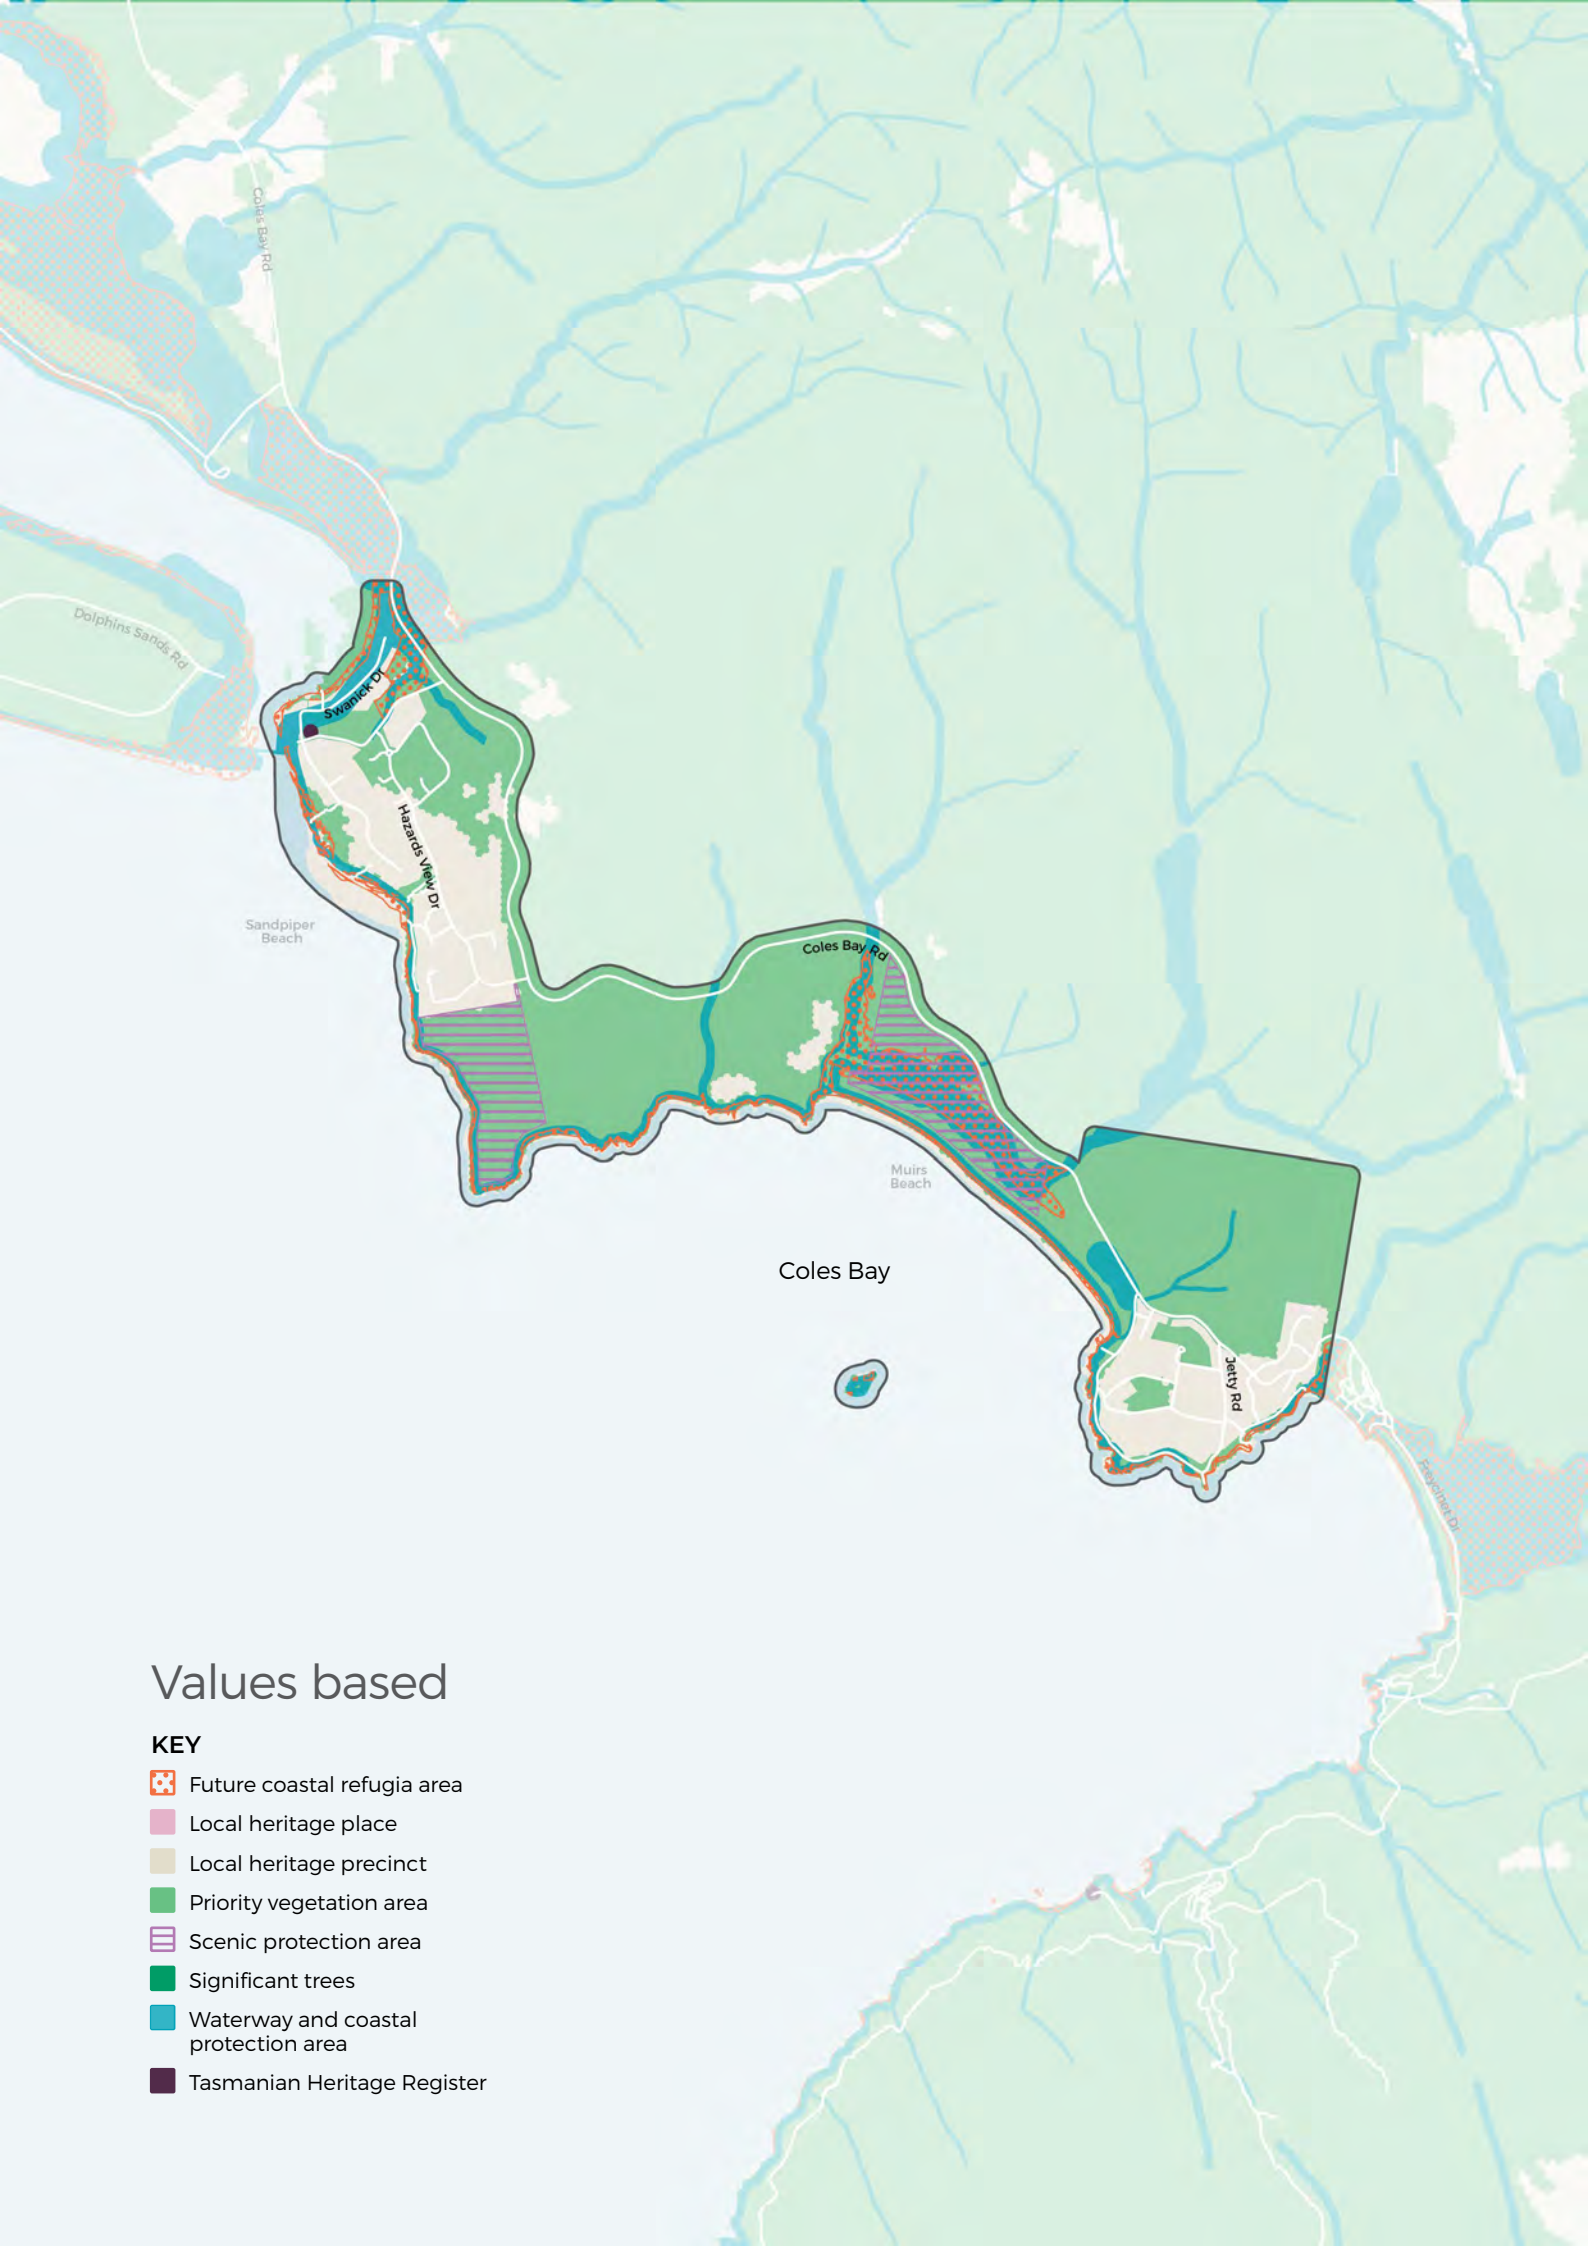 Coles Bay Rd
Dolphins Sands Rd
Swanick Dr
Hazards View Dr
Sandpiper
Beach
Coles Bay Rd
Muirs
Beach
Coles Bay
Jetty Rd
Freycinet Dr
Values based
KEY
Future coastal refugia area
Local heritage place
Local heritage precinct
Priority vegetation area
Scenic protection area
Significant trees
Waterway and coastal
protection area
Tasmanian Heritage Register